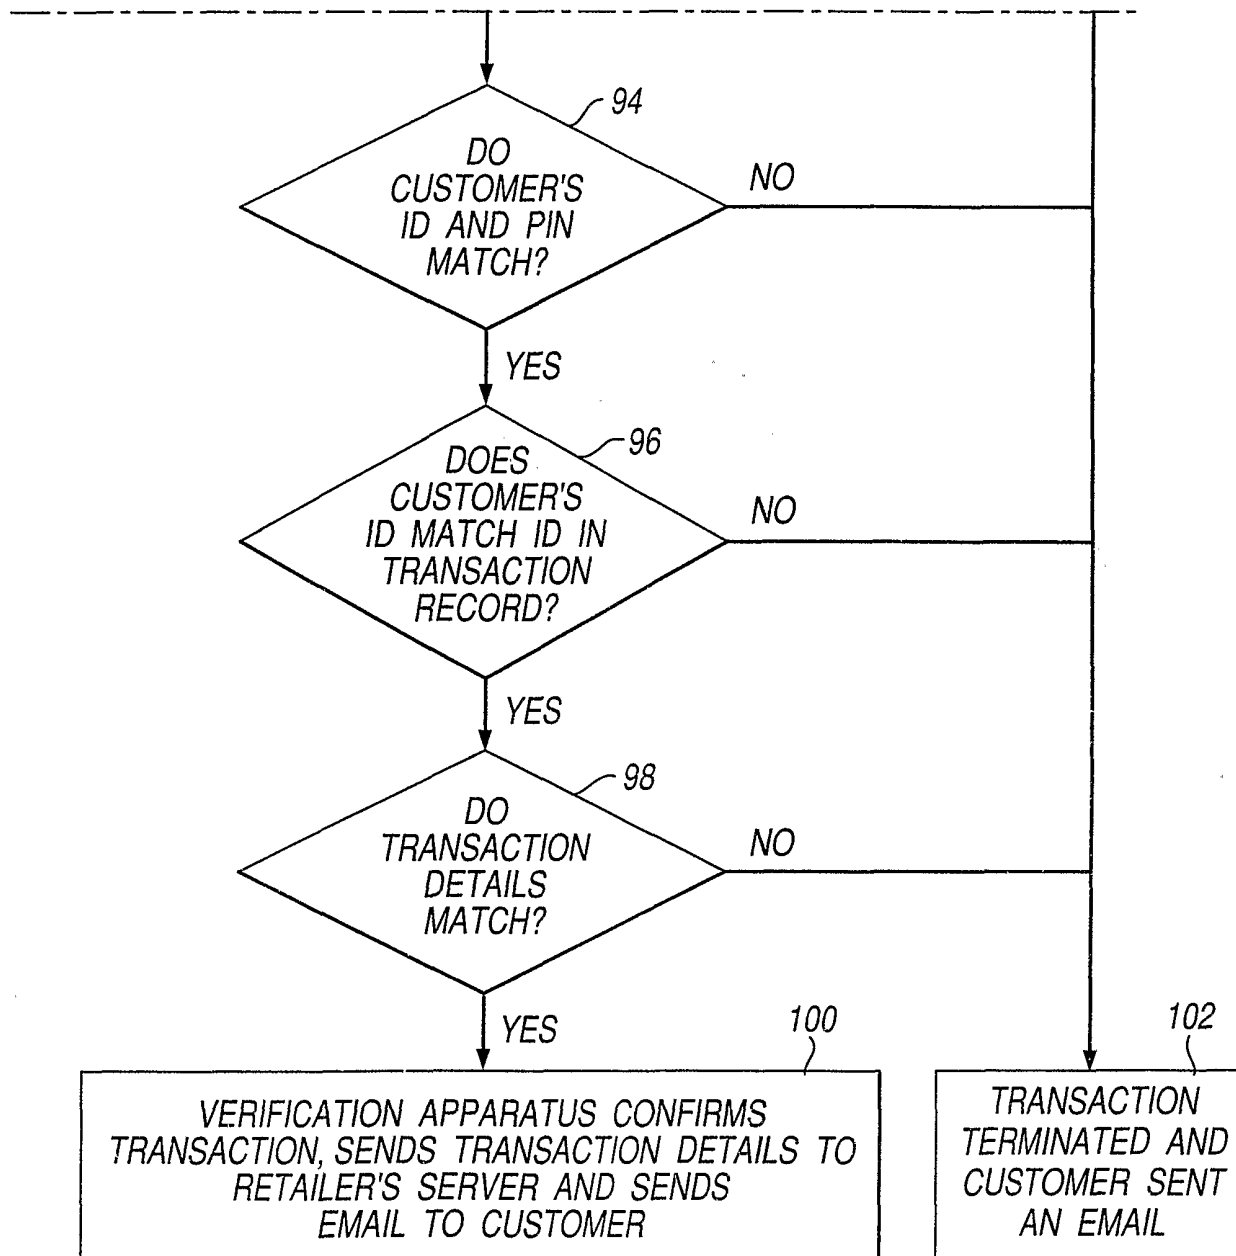 94
DO
CUSTOMER'S
ID AND PIN
MATCH?
NO
YES
96
DOES
CUSTOMER'S
ID MATCH ID IN
TRANSACTION
RECORD?
NO
YES
98
DO
TRANSACTION
DETAILS
MATCH?
NO
YES
100
VERIFICATION APPARATUS CONFIRMS
TRANSACTION, SENDS TRANSACTION DETAILS TO
RETAILER'S SERVER AND SENDS
EMAIL TO CUSTOMER
102
TRANSACTION
TERMINATED AND
CUSTOMER SENT
AN EMAIL